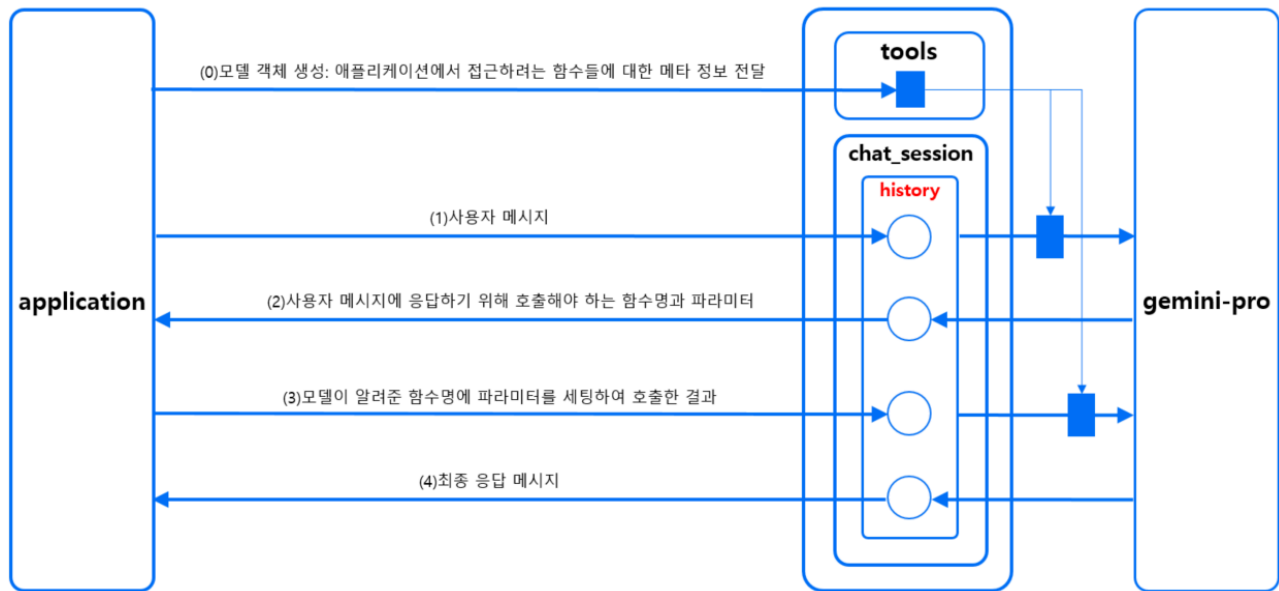 tools
(0)모델 객체 생성: 애플리케이션에서 접근하려는 함수들에 대한 메타 정보 전달
chat_session
history
(1)사용자 메시지
application
(2)사용자 메시지에 응답하기 위해 호출해야 하는 함수명과 파라미터
gemini-pro
(3)모델이 알려준 함수명에 파라미터를 세팅하여 호출한 결과
(4)최종 응답 메시지